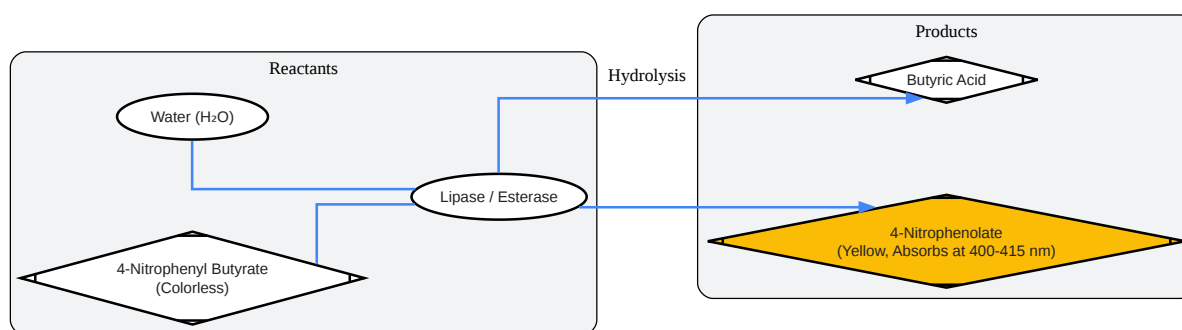 Reactants
Water (H₂O)
4-Nitrophenyl Butyrate
(Colorless)
Lipase / Esterase
Hydrolysis
Products
Butyric Acid
4-Nitrophenolate
(Yellow, Absorbs at 400-415 nm)